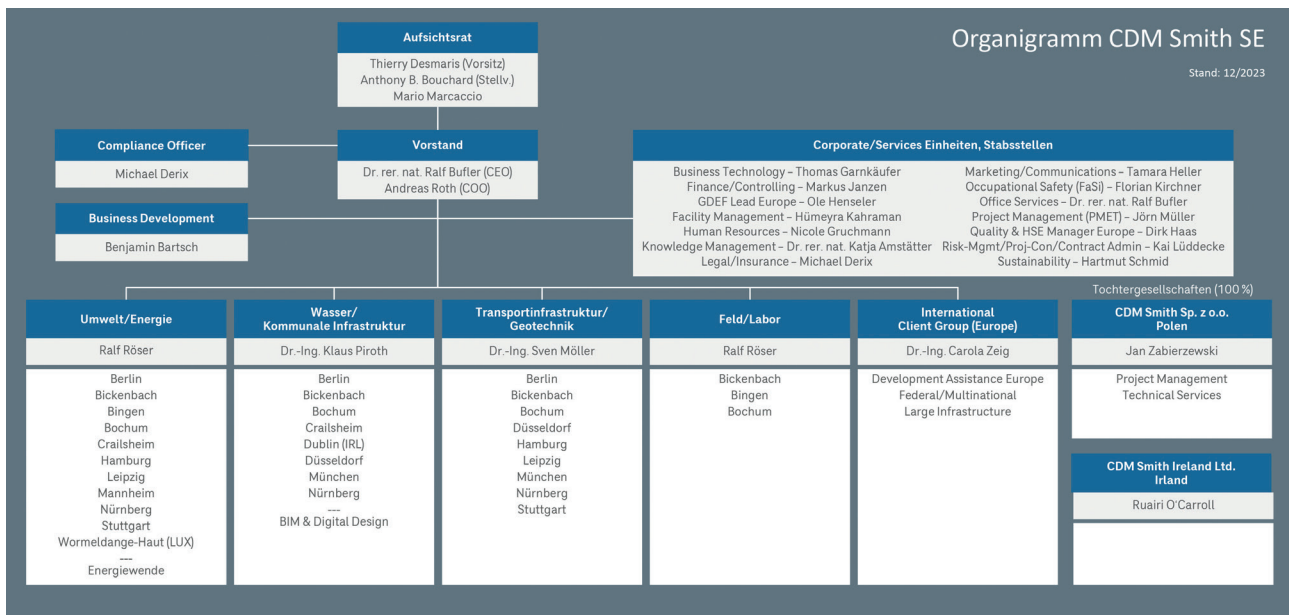 Organigramm CDM Smith SE
Stand: 12/2023
Aufsichtsrat
Thierry Desmaris (Vorsitz)
Anthony B. Bouchard (Stellv.)
Mario Marcaccio
Compliance Officer
Michael Derix
Vorstand
Dr. rer. nat. Ralf Bufler (CEO)
Andreas Roth (COO)
Business Development
Benjamin Bartsch
Corporate/Services Einheiten, Stabsstellen
Business Technology – Thomas Garnkäufer
Finance/Controlling – Markus Janzen
GDEF Lead Europe – Ole Henseler
Facility Management – Hümeyra Kahraman
Human Resources – Nicole Gruchmann
Knowledge Management – Dr. rer. nat. Katja Amstätter
Legal/Insurance – Michael Derix
Marketing/Communications – Tamara Heller
Occupational Safety (FaSi) – Florian Kirchner
Office Services – Dr. rer. nat. Ralf Bufler
Project Management (PMET) – Jörn Müller
Quality & HSE Manager Europe – Dirk Haas
Risk-Mgmt/Proj-Con/Contract Admin – Kai Lüddecke
Sustainability – Hartmut Schmid
Umwelt/Energie
Ralf Röser
Berlin
Bickenbach
Bingen
Bochum
Crailsheim
Hamburg
Leipzig
Mannheim
Nürnberg
Stuttgart
Wormeldange-Haut (LUX)
---
Energiewende
Wasser/
Kommunale Infrastruktur
Dr.-Ing. Klaus Piroth
Berlin
Bickenbach
Bochum
Crailsheim
Dublin (IRL)
Düsseldorf
München
Nürnberg
---
BIM & Digital Design
Transportinfrastruktur/
Geotechnik
Dr.-Ing. Sven Möller
Berlin
Bickenbach
Bochum
Düsseldorf
Hamburg
Leipzig
München
Nürnberg
Stuttgart
Feld/Labor
Ralf Röser
Bickenbach
Bingen
Bochum
International
Client Group (Europe)
Dr.-Ing. Carola Zeig
Development Assistance Europe
Federal/Multinational
Large Infrastructure
Tochtergesellschaften (100 %)
CDM Smith Sp. z o.o.
Polen
Jan Zabierzewski
Project Management
Technical Services
CDM Smith Ireland Ltd.
Irland
Ruairi O'Carroll